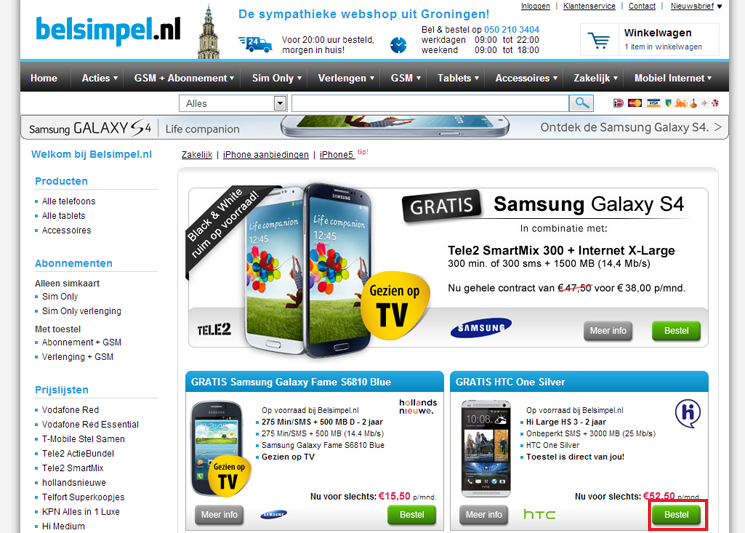 Inloggen | Klantenservice | Contact | Nieuwsbrief
belsimpel.nl
De sympathieke webshop uit Groningen!
Voor 20:00 uur besteld,
morgen in huis!
Bel & bestel op 050 210 3404
werkdagen 09:00 tot 22:00
weekend 09:00 tot 18:00
Winkelwagen
1 item in winkelwagen
Home Acties GSM + Abonnement Sim Only Verlengen GSM Tablets Accessoires Zakelijk Mobiel Internet
Alles
Samsung GALAXY S4 | Life companion Ontdek de Samsung Galaxy S4. >
Welkom bij Belsimpel.nl
Zakelijk | iPhone aanbiedingen | iPhone5 tip!
Producten
Alle telefoons
Alle tablets
Accessoires
Abonnementen
Alleen simkaart
Sim Only
Sim Only verlenging
Met toestel
Abonnement + GSM
Verlenging + GSM
Prijslijsten
Vodafone Red
Vodafone Red Essential
T-Mobile Stel Samen
Tele2 ActieBundel
Tele2 SmartMix
hollandsnieuwe
Telfort Superkoopjes
KPN Alles in 1 Luxe
Hi Medium
Black & White
ruim op voorraad!
SAMSUNG
Life companion
12:45
Life companion
12:45
Gezien op
TV
GRATIS Samsung Galaxy S4
In combinatie met:
Tele2 SmartMix 300 + Internet X-Large
300 min. of 300 sms + 1500 MB (14,4 Mb/s)
Nu gehele contract van € 47,50 voor € 38,00 p/mnd.
TELE2
SAMSUNG
Meer info
Bestel
GRATIS Samsung Galaxy Fame S6810 Blue
hollands
nieuwe.
Op voorraad bij Belsimpel.nl
275 Min/SMS + 500 MB D - 2 jaar
275 Min/SMS + 500 MB (14.4 Mb/s)
Samsung Galaxy Fame S6810 Blue
Gezien op TV
Gezien op
TV
Nu voor slechts: €15,50 p/mnd.
Meer info
SAMSUNG
Bestel
GRATIS HTC One Silver
hi
Op voorraad bij Belsimpel.nl
Hi Large HS 3 - 2 jaar
Onbeperkt SMS + 3000 MB (25 Mb/s)
HTC One Silver
Toestel is direct van jou!
Nu voor slechts: €52,50 p/mnd.
Meer info
hTC
Bestel